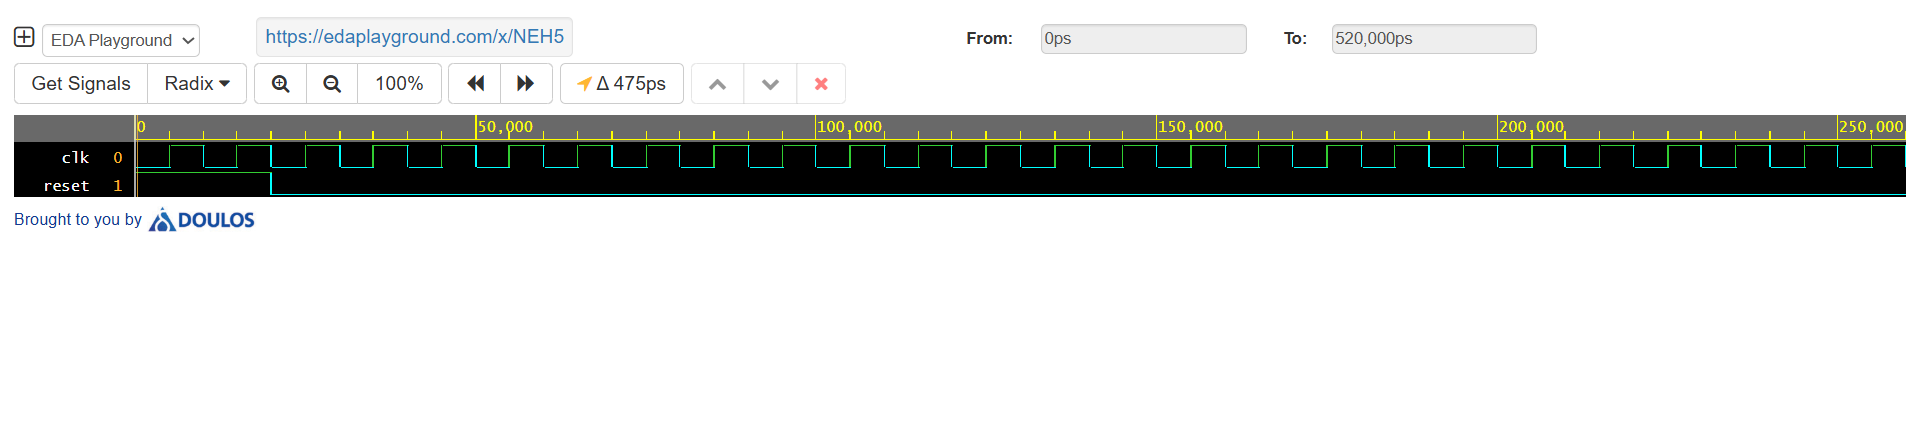 EDA Playground https://edaplayground.com/x/NEH5 From: 0ps To: 520,000ps
Get Signals Radix 100% Δ 475ps
0 50,000 100,000 150,000 200,000 250,000
clk 0
reset 1
Brought to you by DOULOS